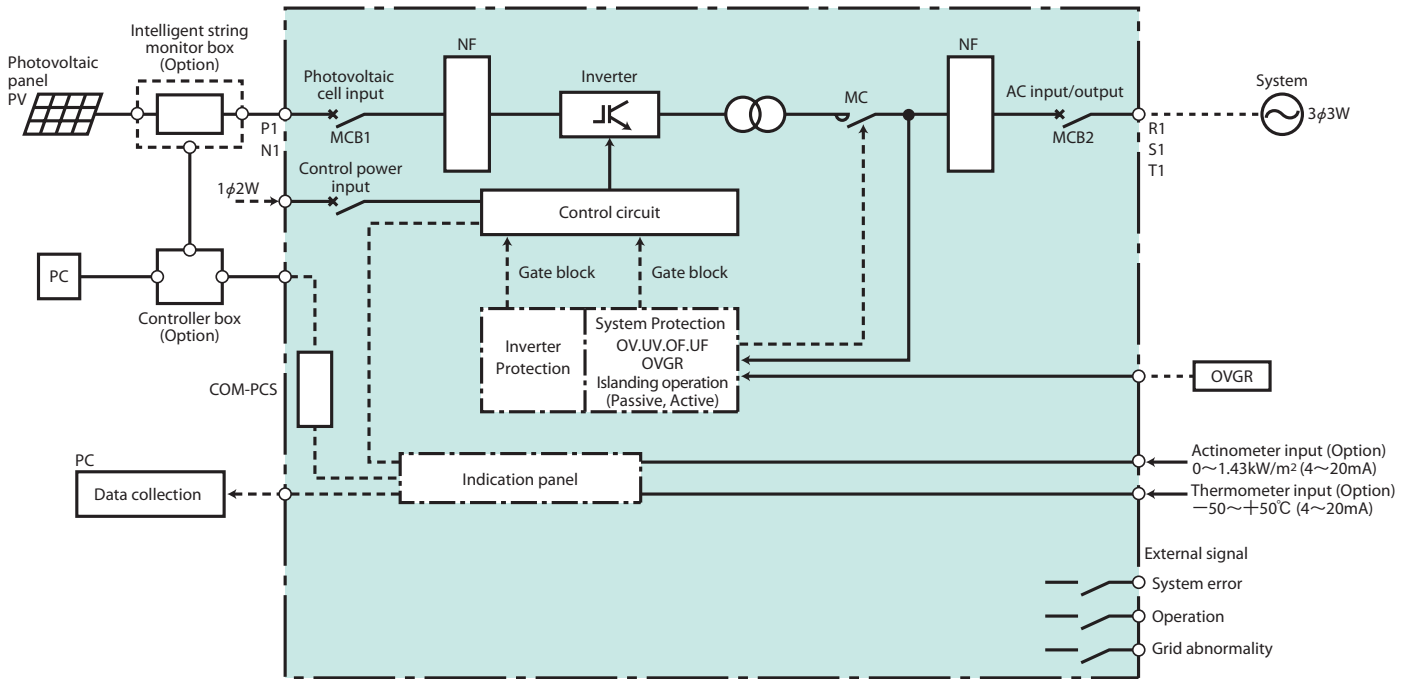 Intelligent string
monitor box
(Option)
Photovoltaic
panel
PV
P1
N1
Photovoltaic
cell input
MCB1
NF
Inverter
MC
NF
AC input/output
MCB2
R1
S1
T1
System
3ϕ3W
1ϕ2W
Control power
input
Control circuit
Gate block
Gate block
PC
Controller box
(Option)
COM-PCS
Inverter
Protection
System Protection
OV.UV.OF.UF
OVGR
Islanding operation
(Passive, Active)
OVGR
PC
Data collection
Indication panel
Actinometer input (Option)
0～1.43kW/m² (4～20mA)
Thermometer input (Option)
－50～＋50℃ (4～20mA)
External signal
System error
Operation
Grid abnormality